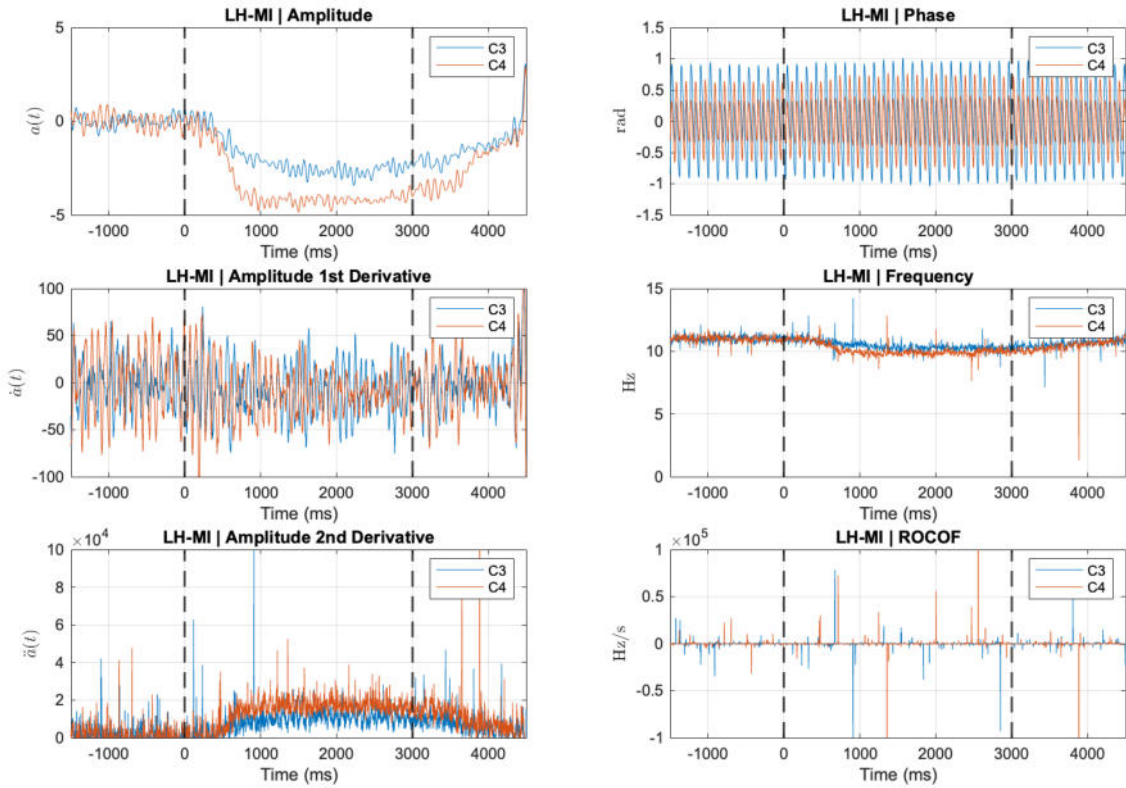 LH-MI | Amplitude
5
0
-5
a(t)
C3
C4
-1000 0 1000 2000 3000 4000
Time (ms)
LH-MI | Phase
1.5
1
0.5
0
-0.5
-1
-1.5
rad
C3
C4
-1000 0 1000 2000 3000 4000
Time (ms)
LH-MI | Amplitude 1st Derivative
100
50
0
-50
-100
ȧ(t)
C3
C4
-1000 0 1000 2000 3000 4000
Time (ms)
LH-MI | Frequency
15
10
5
0
Hz
C3
C4
-1000 0 1000 2000 3000 4000
Time (ms)
LH-MI | Amplitude 2nd Derivative
×10⁴
10
8
6
4
2
0
ä(t)
C3
C4
-1000 0 1000 2000 3000 4000
Time (ms)
LH-MI | ROCOF
×10⁵
1
0.5
0
-0.5
-1
Hz/s
C3
C4
-1000 0 1000 2000 3000 4000
Time (ms)